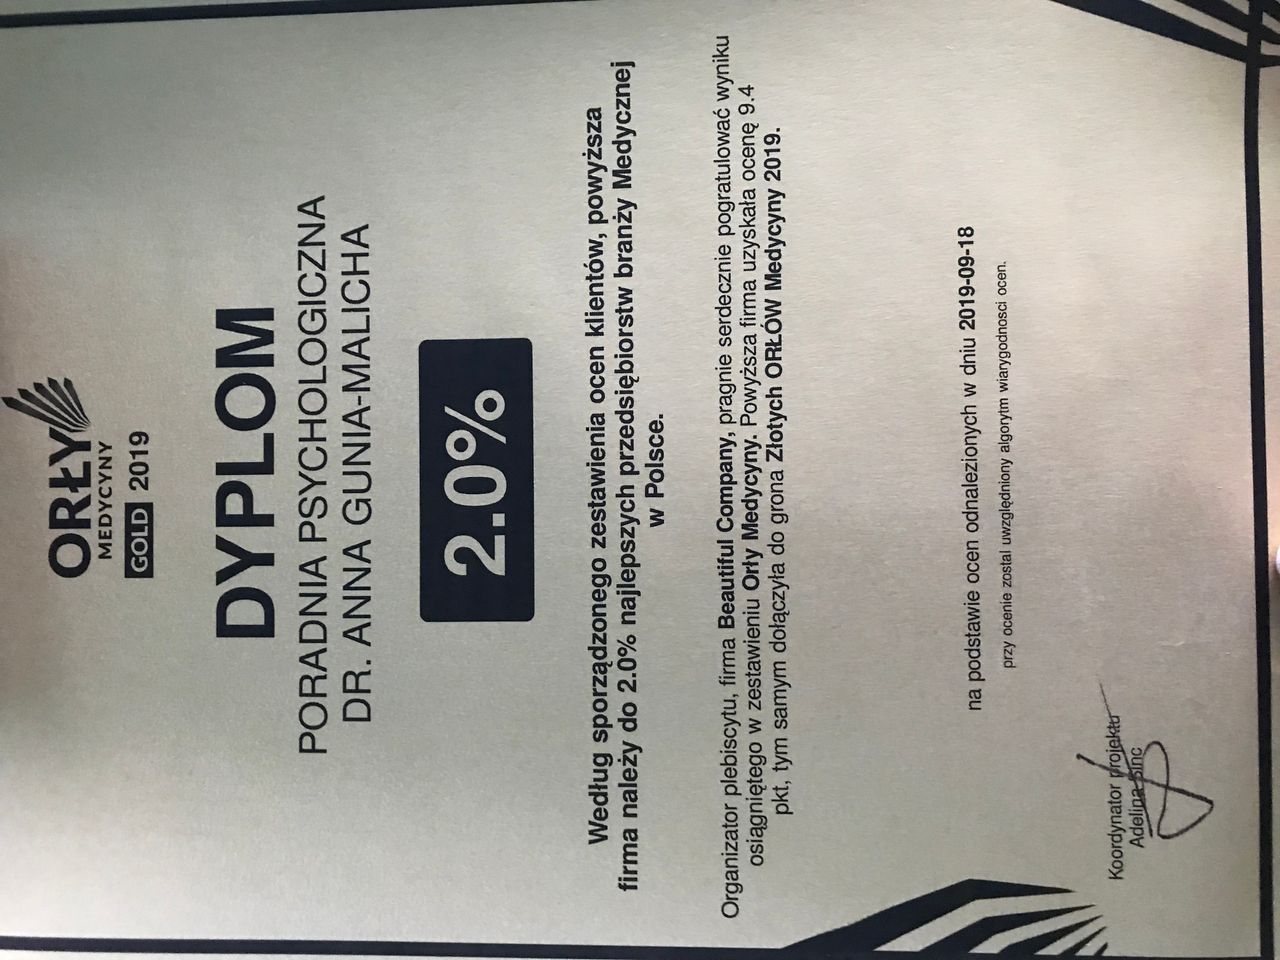 ORŁY
MEDYCYNY
GOLD 2019
DYPLOM
PORADNIA PSYCHOLOGICZNA
DR. ANNA GUNIA-MALICHA
2.0%
Według sporządzonego zestawienia ocen klientów, powyższa
firma należy do 2.0% najlepszych przedsiębiorstw branży Medycznej
w Polsce.
Organizator plebiscytu, firma Beautiful Company, pragnie serdecznie pogratulować wyniku
osiągniętego w zestawieniu Orły Medycyny. Powyższa firma uzyskała ocenę 9.4
pkt, tym samym dołączyła do grona Złotych ORŁÓW Medycyny 2019.
na podstawie ocen odnalezionych w dniu 2019-09-18
przy ocenie zostal uwzględniony algorytm wiarygodnosci ocen.
Koordynator projektu
Adelina